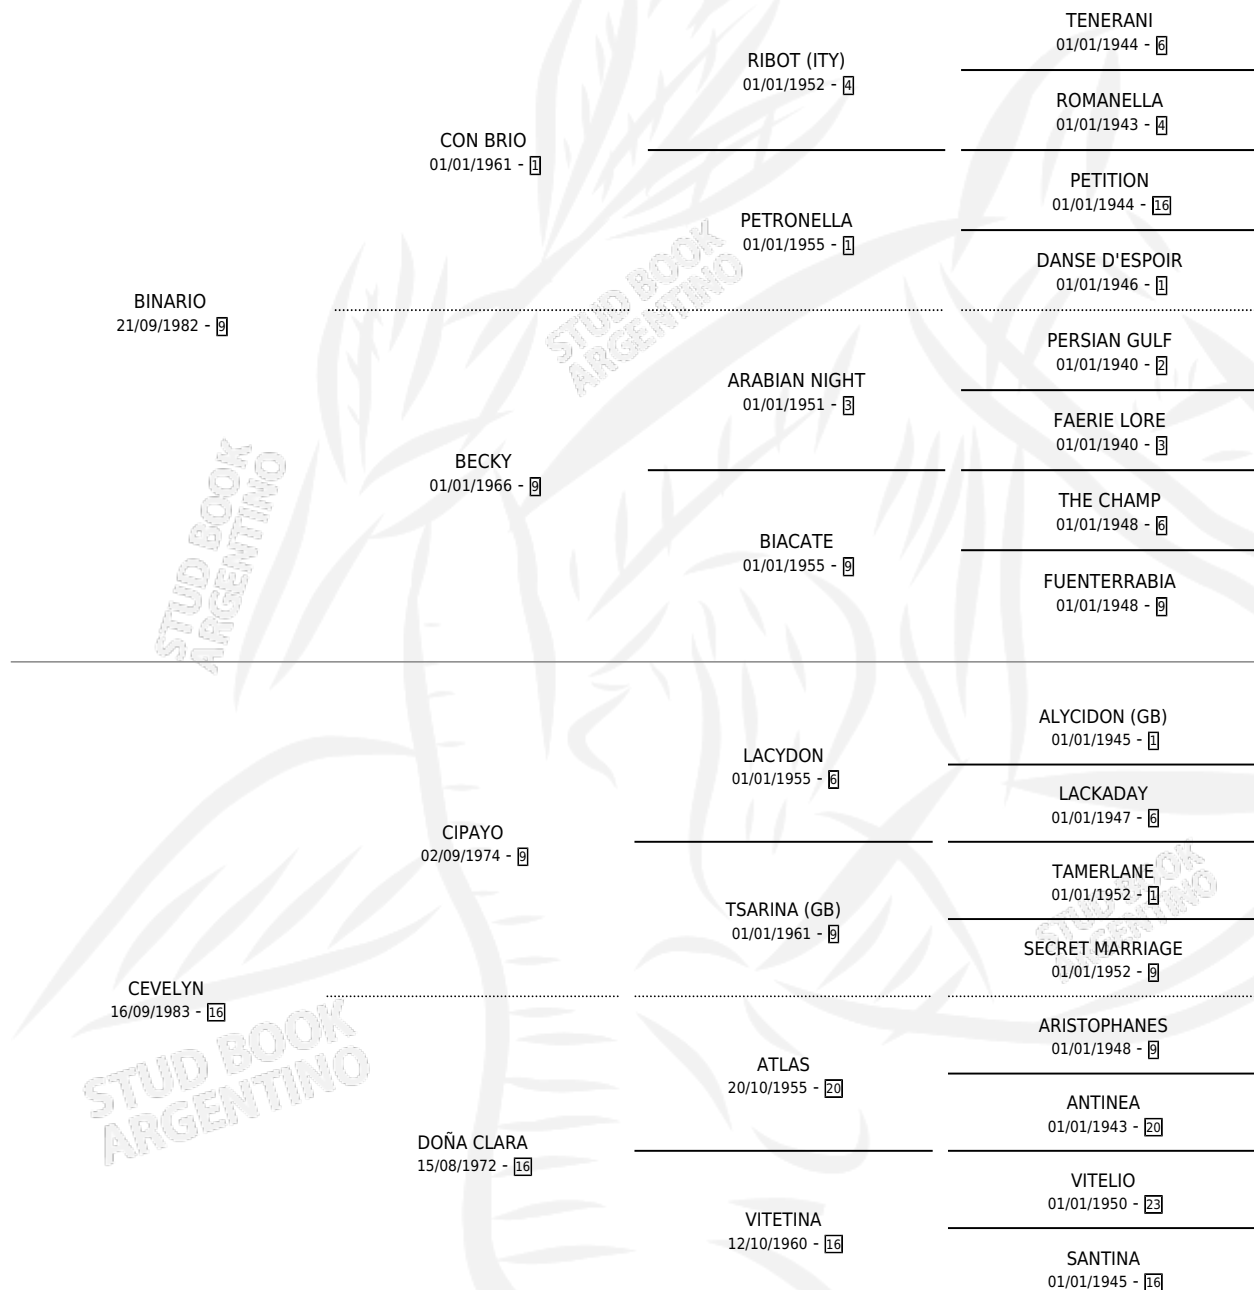 TENERANI
01/01/1944 - 6
RIBOT (ITY)
01/01/1952 - 4
ROMANELLA
01/01/1943 - 4
CON BRIO
01/01/1961 - 1
PETITION
01/01/1944 - 16
PETRONELLA
01/01/1955 - 1
DANSE D'ESPOIR
01/01/1946 - 1
BINARIO
21/09/1982 - 9
PERSIAN GULF
01/01/1940 - 2
ARABIAN NIGHT
01/01/1951 - 3
FAERIE LORE
01/01/1940 - 3
BECKY
01/01/1966 - 9
THE CHAMP
01/01/1948 - 6
BIACATE
01/01/1955 - 9
FUENTERRABIA
01/01/1948 - 9
ALYCIDON (GB)
01/01/1945 - 1
LACYDON
01/01/1955 - 6
LACKADAY
01/01/1947 - 6
CIPAYO
02/09/1974 - 9
TAMERLANE
01/01/1952 - 1
TSARINA (GB)
01/01/1961 - 9
SECRET MARRIAGE
01/01/1952 - 9
CEVELYN
16/09/1983 - 16
ARISTOPHANES
01/01/1948 - 9
ATLAS
20/10/1955 - 20
ANTINEA
01/01/1943 - 20
DOÑA CLARA
15/08/1972 - 16
VITELIO
01/01/1950 - 23
VITETINA
12/10/1960 - 16
SANTINA
01/01/1945 - 16
STUD BOOK
ARGENTINO
STUD BOOK
ARGENTINO
STUD BOOK
ARGENTINO
STUD BOOK
ARGENTINO